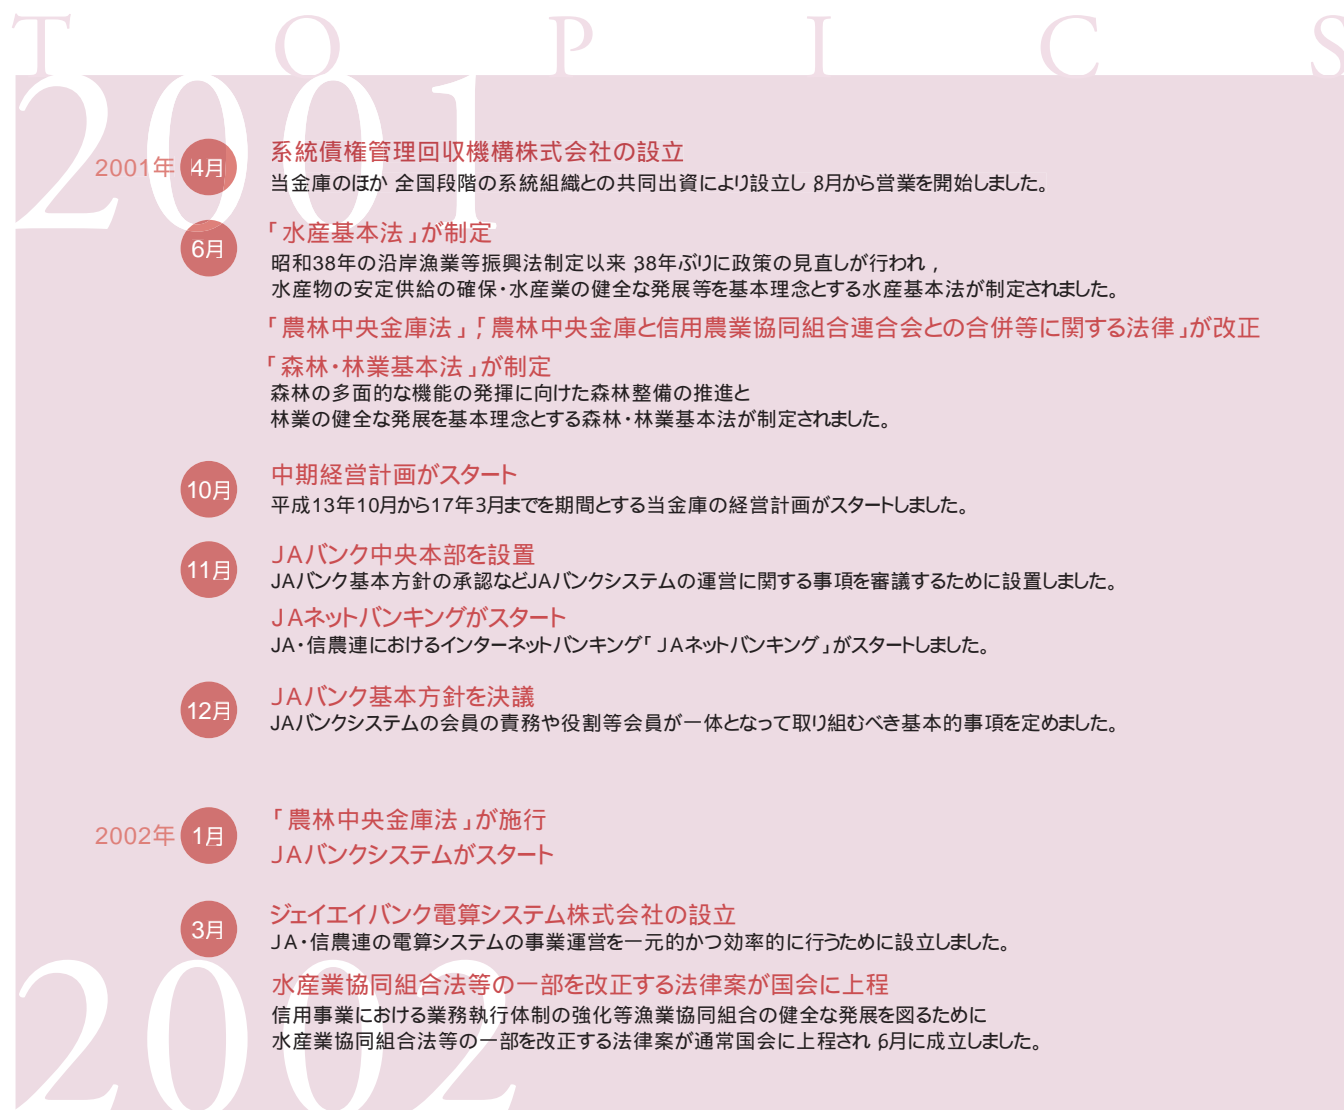 TOPICS
2001
2001年 4月
系統債権管理回収機構株式会社の設立
当金庫のほか 全国段階の系統組織との共同出資により設立し 8月から営業を開始しました。
6月
「水産基本法」が制定
昭和38年の沿岸漁業等振興法制定以来 38年ぶりに政策の見直しが行われ,
水産物の安定供給の確保・水産業の健全な発展等を基本理念とする水産基本法が制定されました。
「農林中央金庫法」,「農林中央金庫と信用農業協同組合連合会との合併等に関する法律」が改正
「森林・林業基本法」が制定
森林の多面的な機能の発揮に向けた森林整備の推進と
林業の健全な発展を基本理念とする森林・林業基本法が制定されました。
10月
中期経営計画がスタート
平成13年10月から17年3月までを期間とする当金庫の経営計画がスタートしました。
11月
JAバンク中央本部を設置
JAバンク基本方針の承認などJAバンクシステムの運営に関する事項を審議するために設置しました。
JAネットバンキングがスタート
JA・信農連におけるインターネットバンキング「JAネットバンキング」がスタートしました。
12月
JAバンク基本方針を決議
JAバンクシステムの会員の責務や役割等会員が一体となって取り組むべき基本的事項を定めました。
2002年 1月
「農林中央金庫法」が施行
JAバンクシステムがスタート
3月
ジェイエイバンク電算システム株式会社の設立
JA・信農連の電算システムの事業運営を一元的かつ効率的に行うために設立しました。
水産業協同組合法等の一部を改正する法律案が国会に上程
信用事業における業務執行体制の強化等漁業協同組合の健全な発展を図るために
水産業協同組合法等の一部を改正する法律案が通常国会に上程され 6月に成立しました。
2002